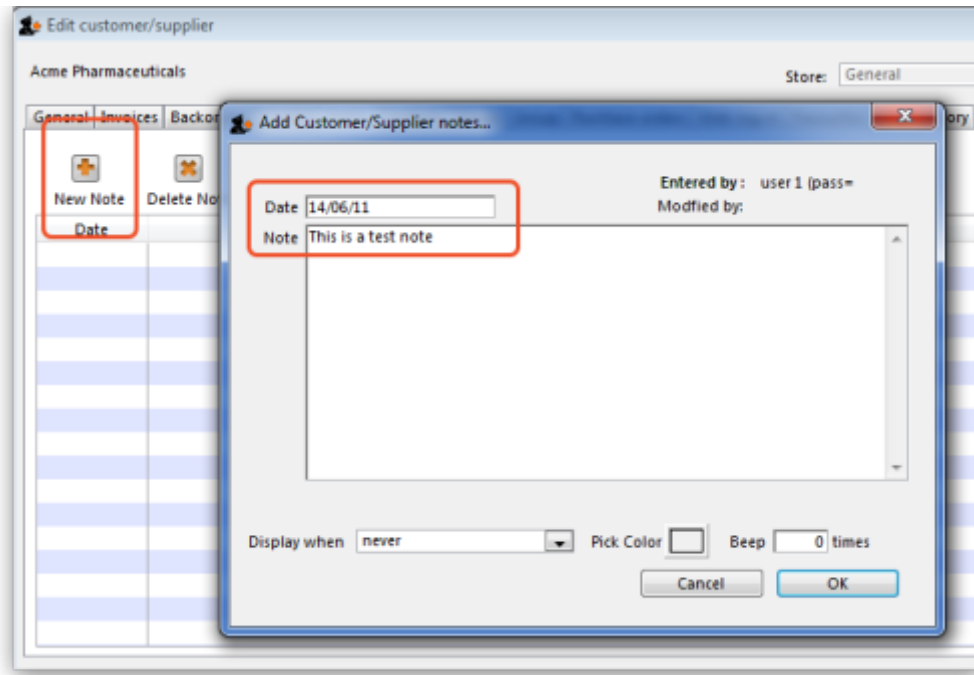 Edit customer/supplier
Acme Pharmaceuticals
Store: General
General Invoices Backor
ory
Add Customer/Supplier notes...
New Note Delete No
Date
Entered by: user 1 (pass=
Modfied by:
Date 14/06/11
Note This is a test note
Display when never Pick Color Beep 0 times
Cancel OK